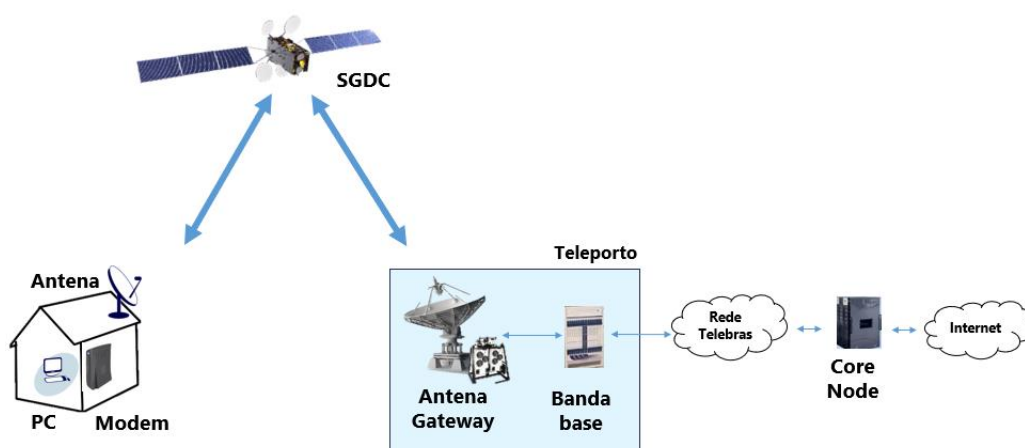 SGDC
Teleporto
Antena
PC
Modem
Antena
Gateway
Banda
base
Rede
Telebras
Core
Node
Internet